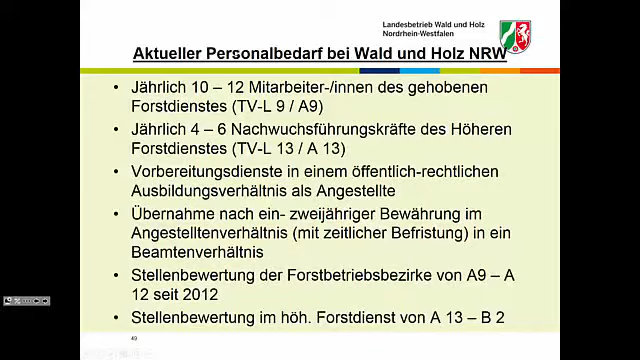 Landesbetrieb Wald und Holz
Nordrhein-Westfalen
Aktueller Personalbedarf bei Wald und Holz NRW
• Jährlich 10 – 12 Mitarbeiter-/innen des gehobenen
Forstdienstes (TV-L 9 / A9)
• Jährlich 4 – 6 Nachwuchsführungskräfte des Höheren
Forstdienstes (TV-L 13 / A 13)
• Vorbereitungsdienste in einem öffentlich-rechtlichen
Ausbildungsverhältnis als Angestellte
• Übernahme nach ein- zweijähriger Bewährung im
Angestelltenverhältnis (mit zeitlicher Befristung) in ein
Beamtenverhältnis
• Stellenbewertung der Forstbetriebsbezirke von A9 – A
12 seit 2012
• Stellenbewertung im höh. Forstdienst von A 13 – B 2
49